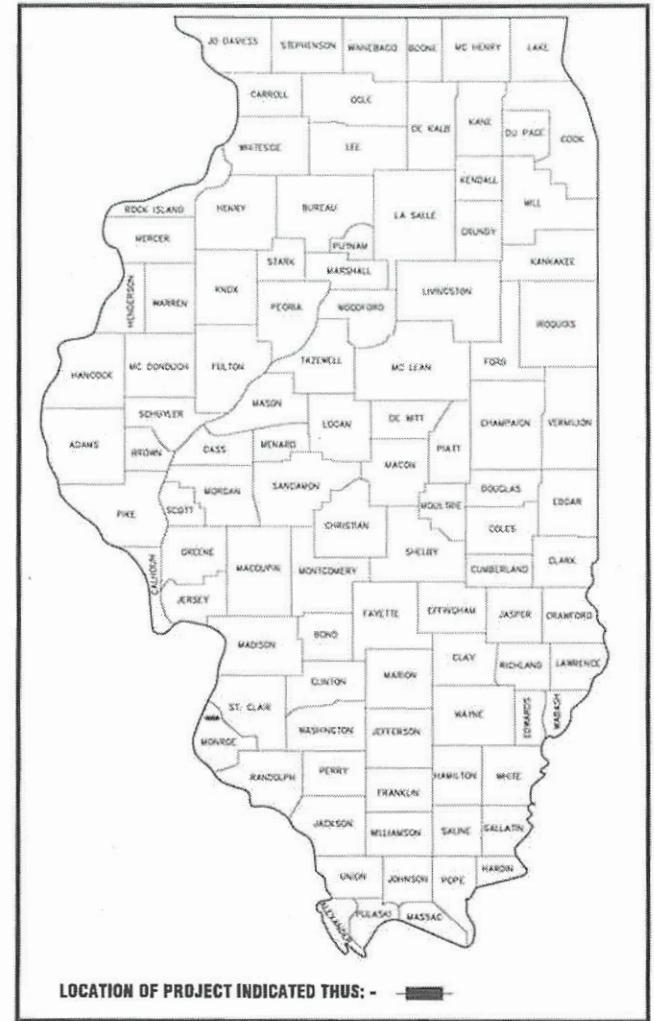 JO DAVIESS STEPHENSON WINNEBAGO BOONE MC HENRY LAKE
CARROLL OGLE DE KALB KANE DU PAGE COOK
WHITESIDE LEE
KENDALL
ROCK ISLAND HENRY BUREAU LA SALLE WILL
MERCER PUTNAM GRUNDY
STARK MARSHALL KANKAKEE
HENDERSON WARREN KNOX PEORIA WOODFORD LIVINGSTON
IROQUOIS
HANCOCK MC DONOUGH FULTON TAZEWELL MC LEAN FORD
MASON
SCHUYLER LOGAN DE WITT CHAMPAIGN VERMILION
ADAMS BROWN CASS MENARD PIATT
MACON
MORGAN SANGAMON DOUGLAS
PIKE SCOTT MOULTRIE EDGAR
CHRISTIAN COLES
CALHOUN GREENE MACOUPIN MONTGOMERY SHELBY CUMBERLAND CLARK
JERSEY FAYETTE EFFINGHAM JASPER CRAWFORD
MADISON BOND
CLAY RICHLAND LAWRENCE
CLINTON MARION
ST. CLAIR WAYNE EDWARDS WABASH
WASHINGTON JEFFERSON
MONROE
RANDOLPH PERRY HAMILTON WHITE
FRANKLIN
JACKSON WILLIAMSON SALINE GALLATIN
UNION JOHNSON POPE HARDIN
ALEXANDER PULASKI MASSAC
LOCATION OF PROJECT INDICATED THUS: -